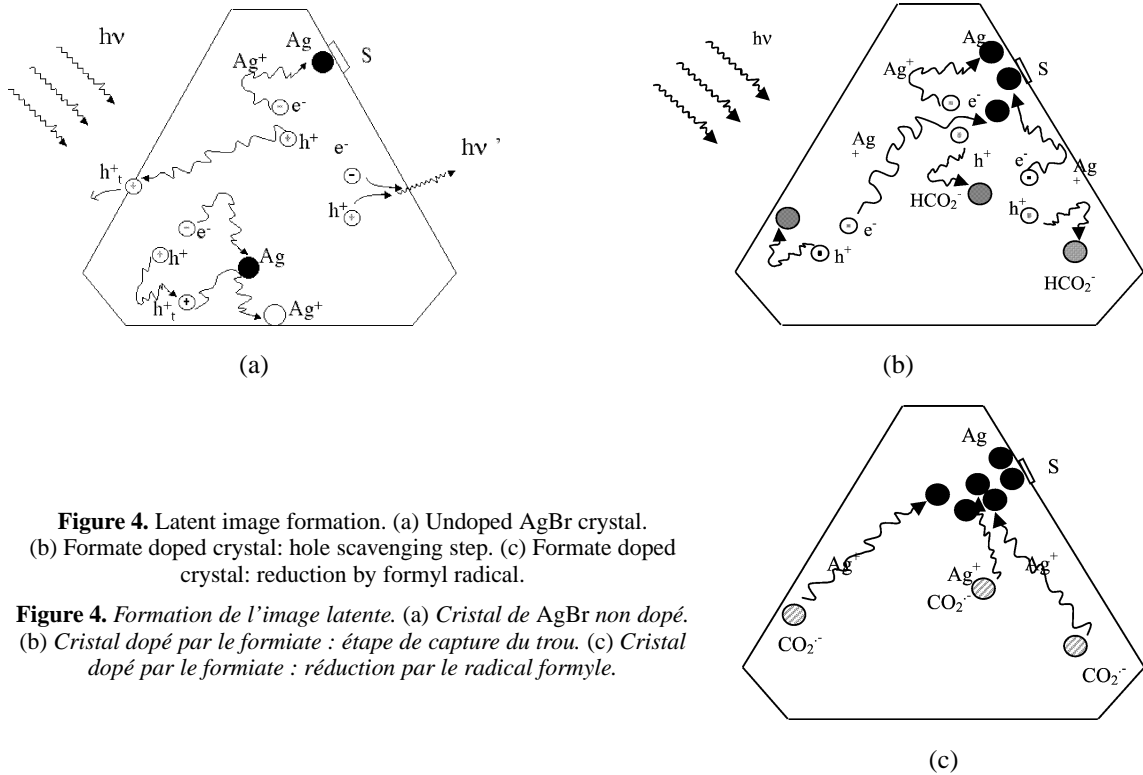 hν
Ag
S
Ag⁺
e⁻
h⁺
e⁻
hν ’
h⁺ₜ
h⁺
e⁻
h⁺
Ag
h⁺ₜ
Ag⁺
(a)
hν
Ag
S
Ag⁺
e⁻
Ag
+
h⁺
e⁻
Ag
+
HCO₂⁻
h⁺
e⁻
h⁺
HCO₂⁻
(b)
Ag
S
Ag⁺
Ag⁺
Ag⁺
CO₂·⁻
CO₂·⁻
CO₂·⁻
(c)
Figure 4. Latent image formation. (a) Undoped AgBr crystal.
(b) Formate doped crystal: hole scavenging step. (c) Formate doped
crystal: reduction by formyl radical.
Figure 4. Formation de l’image latente. (a) Cristal de AgBr non dopé.
(b) Cristal dopé par le formiate : étape de capture du trou. (c) Cristal
dopé par le formiate : réduction par le radical formyle.